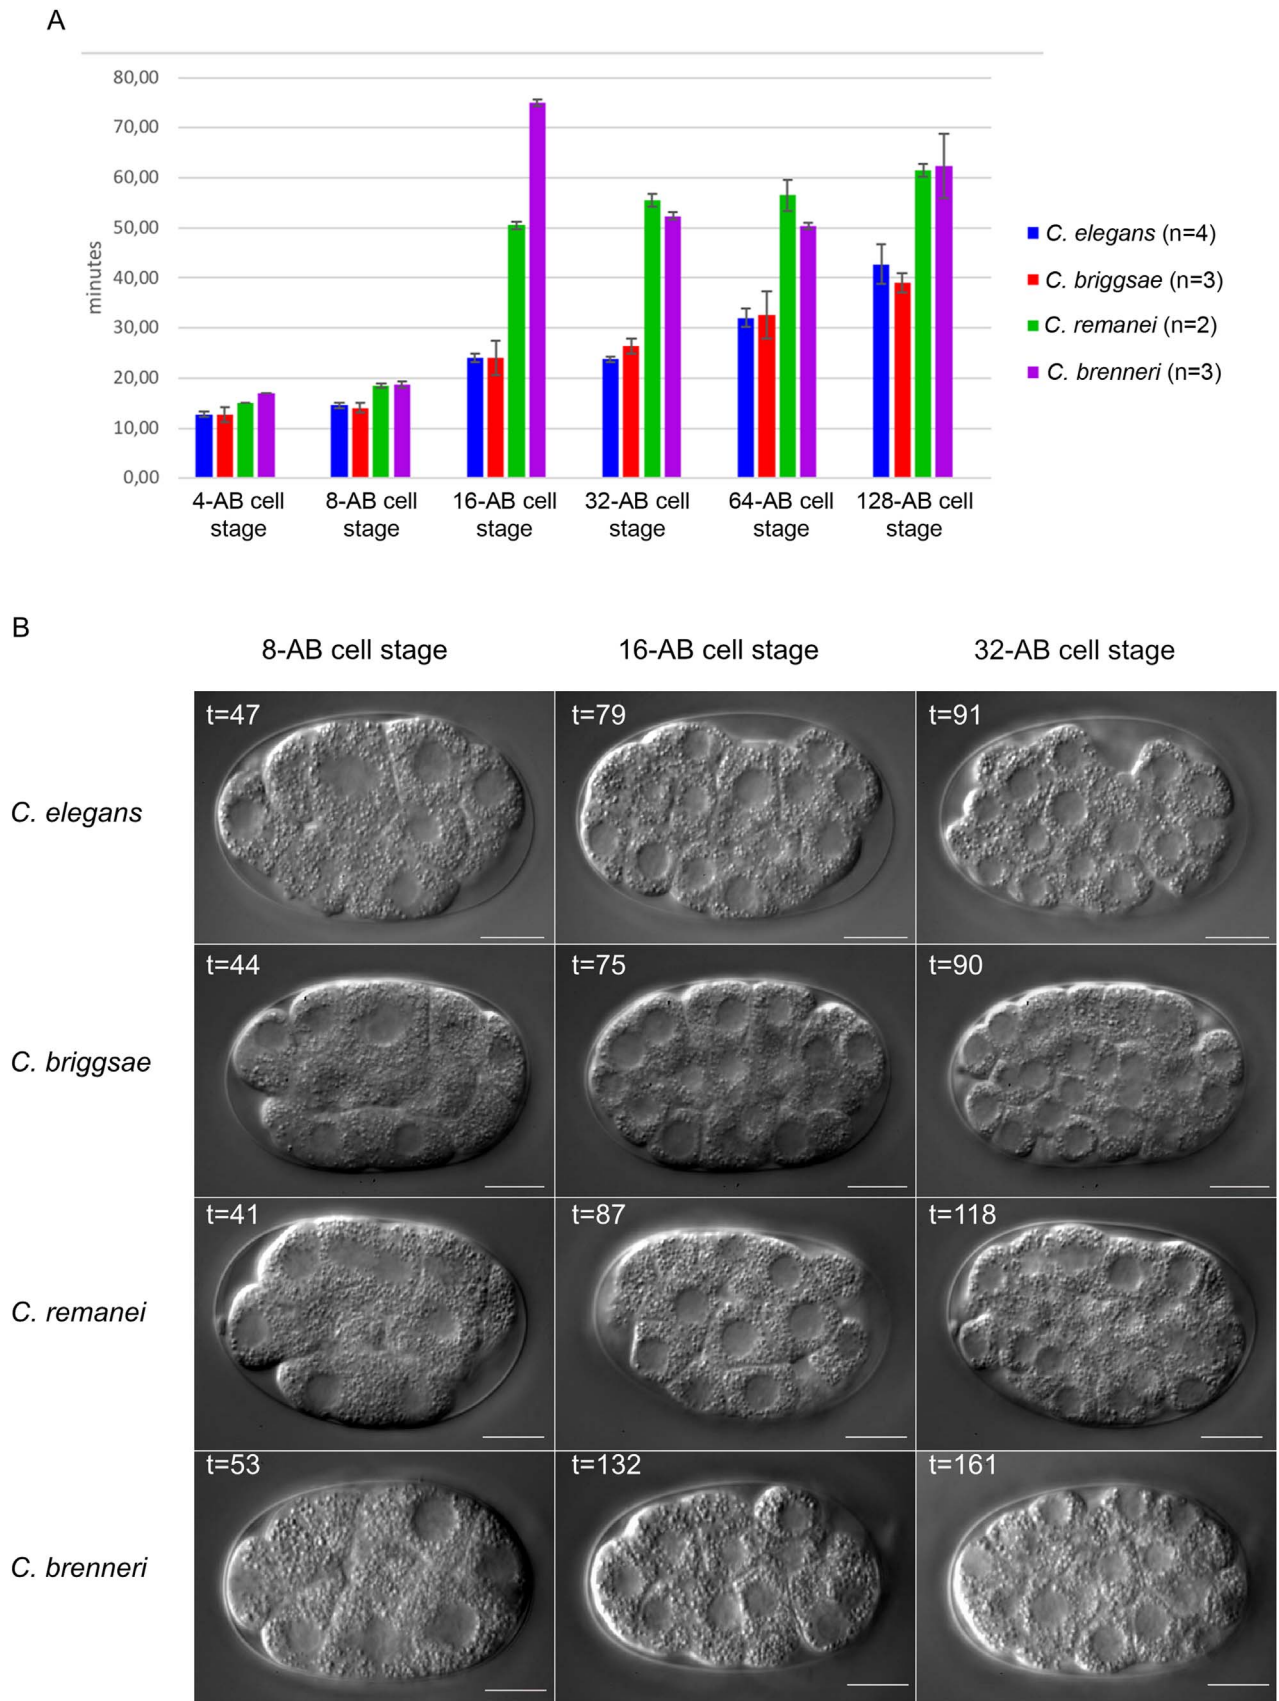 A
80,00
70,00
60,00
50,00
40,00
30,00
20,00
10,00
0,00
minutes
4-AB cell stage
8-AB cell stage
16-AB cell stage
32-AB cell stage
64-AB cell stage
128-AB cell stage
C. elegans (n=4)
C. briggsae (n=3)
C. remanei (n=2)
C. brenneri (n=3)
B
8-AB cell stage
16-AB cell stage
32-AB cell stage
C. elegans
t=47
t=79
t=91
C. briggsae
t=44
t=75
t=90
C. remanei
t=41
t=87
t=118
C. brenneri
t=53
t=132
t=161